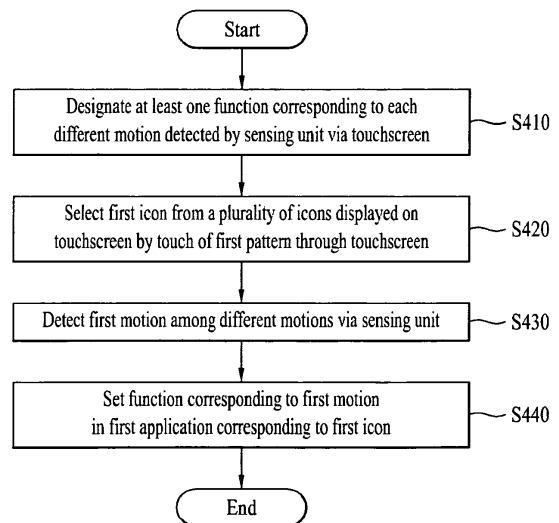 Start
Designate at least one function corresponding to each
different motion detected by sensing unit via touchscreen
S410
Select first icon from a plurality of icons displayed on
touchscreen by touch of first pattern through touchscreen
S420
Detect first motion among different motions via sensing unit
S430
Set function corresponding to first motion
in first application corresponding to first icon
S440
End